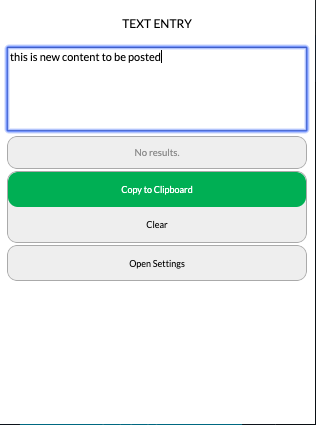 TEXT ENTRY
this is new content to be posted
No results.
Copy to Clipboard
Clear
Open Settings